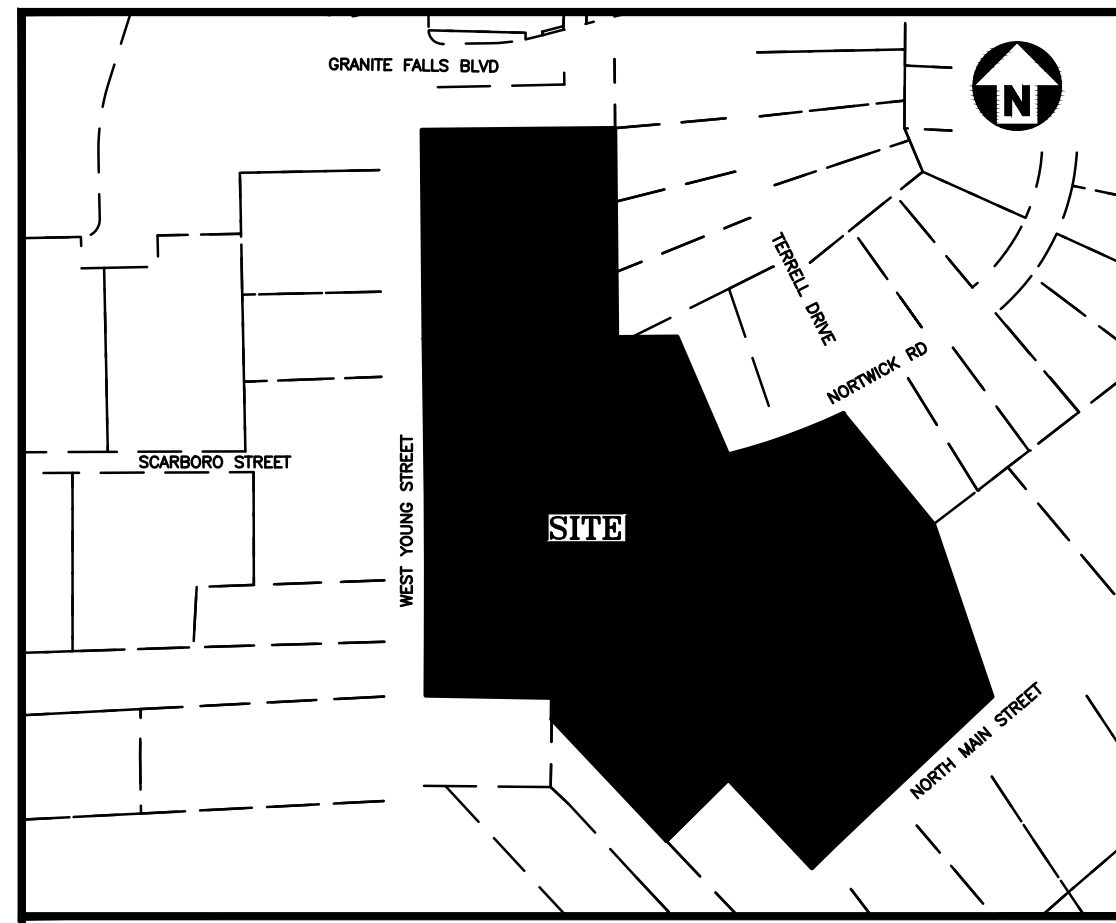 GRANITE FALLS BLVD
N
TERRELL DRIVE
NORTWICK RD
SCARBORO STREET
WEST YOUNG STREET
SITE
NORTH MAIN STREET